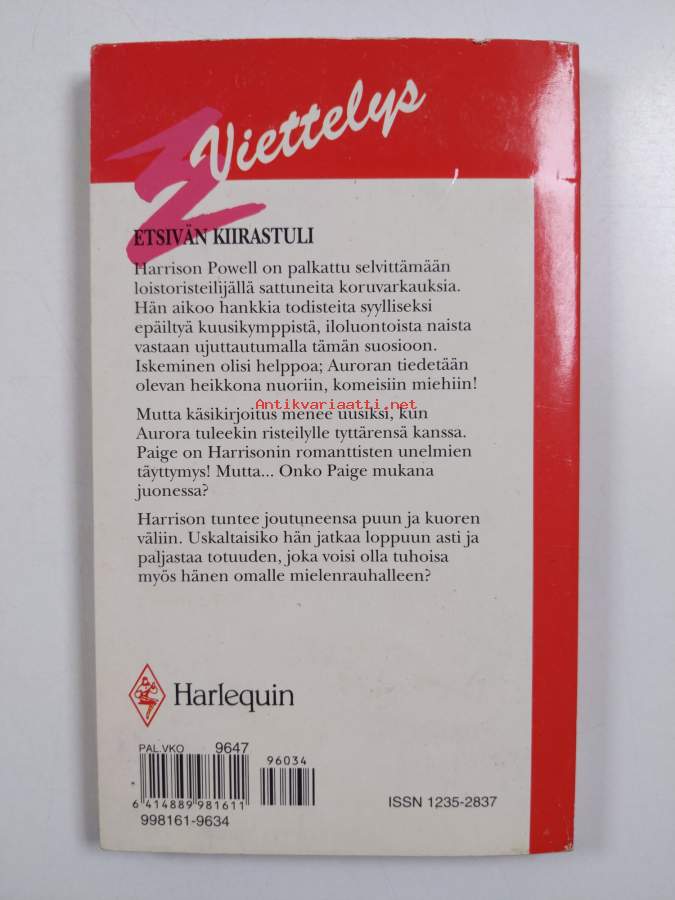 Viettelys
ETSIVÄN KIIRASTULI
Harrison Powell on palkattu selvittämään
loistoristeilijällä sattuneita koruvarkauksia.
Hän aikoo hankkia todisteita syylliseksi
epäiltyä kuusikymppistä, iloluontoista naista
vastaan ujuttautumalla tämän suosioon.
Iskeminen olisi helppoa; Auroran tiedetään
olevan heikkona nuoriin, komeisiin miehiin!
Antikvariaatti.net
Mutta käsikirjoitus menee uusiksi, kun
Aurora tuleekin risteilylle tyttärensä kanssa.
Paige on Harrisonin romanttisten unelmien
täyttymys! Mutta... Onko Paige mukana
juonessa?
Harrison tuntee joutuneensa puun ja kuoren
väliin. Uskaltaisiko hän jatkaa loppuun asti ja
paljastaa totuuden, joka voisi olla tuhoisa
myös hänen omalle mielenrauhalleen?
Harlequin
PAL.VKO 9647
96034
6 414889 981611
ISSN 1235-2837
998161-9634